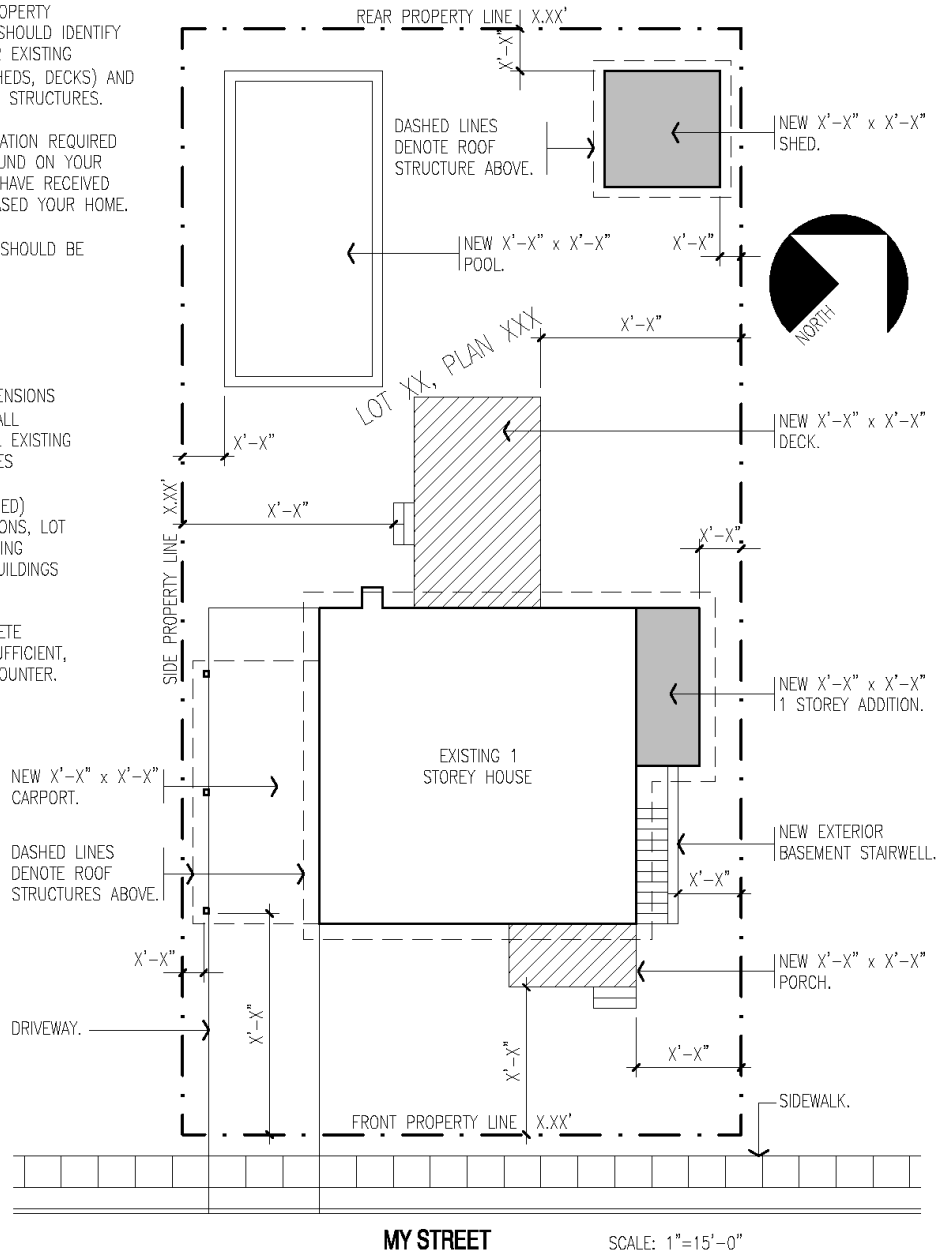 OPERTY
SHOULD IDENTIFY
EXISTING
HEDS, DECKS) AND
STRUCTURES.
ATION REQUIRED
UND ON YOUR
HAVE RECEIVED
ASED YOUR HOME.
SHOULD BE
ENSIONS
ALL
EXISTING
ES
ED)
ONS, LOT
ING
UILDINGS
ETE
UFFICIENT,
OUNTER.
REAR PROPERTY LINE X.XX'
X'-X"
DASHED LINES
DENOTE ROOF
STRUCTURE ABOVE.
NEW X'-X" x X'-X"
SHED.
NEW X'-X" x X'-X"
POOL.
X'-X"
NORTH
X'-X"
LOT XX, PLAN XXX
NEW X'-X" x X'-X"
DECK.
X'-X"
SIDE PROPERTY LINE X.XX'
X'-X"
X'-X"
NEW X'-X" x X'-X"
1 STOREY ADDITION.
EXISTING 1
STOREY HOUSE
NEW X'-X" x X'-X"
CARPORT.
DASHED LINES
DENOTE ROOF
STRUCTURES ABOVE.
NEW EXTERIOR
BASEMENT STAIRWELL.
X'-X"
X'-X"
NEW X'-X" x X'-X"
PORCH.
DRIVEWAY.
X'-X"
X'-X"
X'-X"
SIDEWALK.
FRONT PROPERTY LINE X.XX'
MY STREET
SCALE: 1"=15'-0"